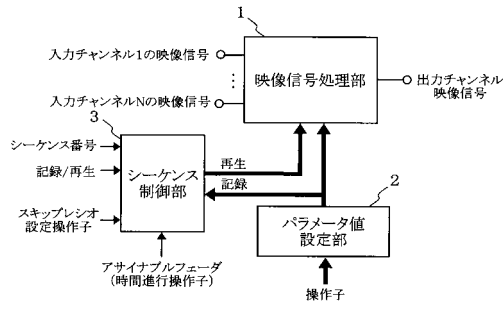 1
入力チャンネル1の映像信号
映像信号処理部
出力チャンネル
映像信号
入力チャンネルNの映像信号
3
シーケンス番号
記録/再生
シーケンス
制御部
再生
記録
2
スキップレシオ
設定操作子
パラメータ値
設定部
アサイナブルフェーダ
(時間進行操作子)
操作子